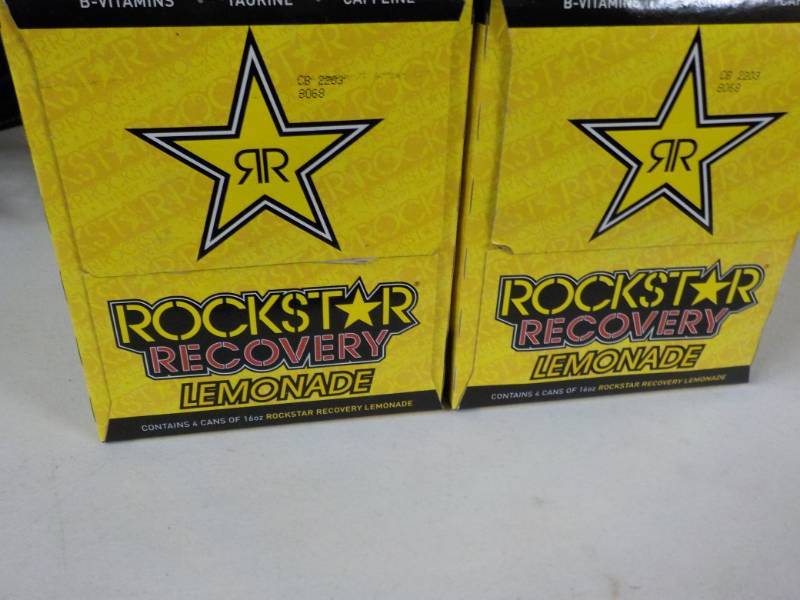 B-VITAMINS • TAURINE • CAFFEINE
CB 2203
8068
RR
ROCKSTAR
RECOVERY
LEMONADE
CONTAINS 4 CANS OF 16oz ROCKSTAR RECOVERY LEMONADE
B-VITAMINS
CB 2203
8068
RR
ROCKSTAR
RECOVERY
LEMONADE
CONTAINS 4 CANS OF 16oz ROCKSTAR RECOVERY LEMONADE